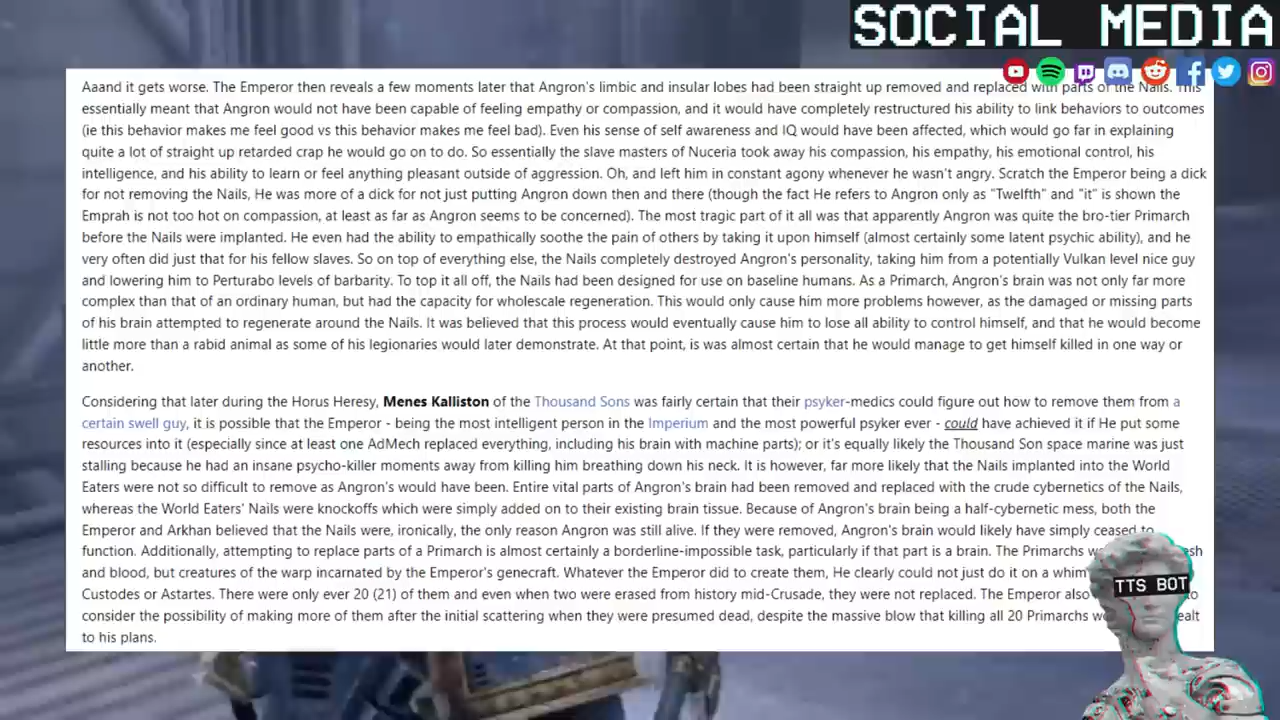 SOCIAL MEDIA
Aaand it gets worse. The Emperor then reveals a few moments later that Angron's limbic and insular lobes had been straight up removed and replaced with parts of the Nails. This
essentially meant that Angron would not have been capable of feeling empathy or compassion, and it would have completely restructured his ability to link behaviors to outcomes
(ie this behavior makes me feel good vs this behavior makes me feel bad). Even his sense of self awareness and IQ would have been affected, which would go far in explaining
quite a lot of straight up retarded crap he would go on to do. So essentially the slave masters of Nuceria took away his compassion, his empathy, his emotional control, his
intelligence, and his ability to learn or feel anything pleasant outside of aggression. Oh, and left him in constant agony whenever he wasn't angry. Scratch the Emperor being a dick
for not removing the Nails, He was more of a dick for not just putting Angron down then and there (though the fact He refers to Angron only as "Twelfth" and "it" is shown the
Emprah is not too hot on compassion, at least as far as Angron seems to be concerned). The most tragic part of it all was that apparently Angron was quite the bro-tier Primarch
before the Nails were implanted. He even had the ability to empathically soothe the pain of others by taking it upon himself (almost certainly some latent psychic ability), and he
very often did just that for his fellow slaves. So on top of everything else, the Nails completely destroyed Angron's personality, taking him from a potentially Vulkan level nice guy
and lowering him to Perturabo levels of barbarity. To top it all off, the Nails had been designed for use on baseline humans. As a Primarch, Angron's brain was not only far more
complex than that of an ordinary human, but had the capacity for wholescale regeneration. This would only cause him more problems however, as the damaged or missing parts
of his brain attempted to regenerate around the Nails. It was believed that this process would eventually cause him to lose all ability to control himself, and that he would become
little more than a rabid animal as some of his legionaries would later demonstrate. At that point, is was almost certain that he would manage to get himself killed in one way or
another.
Considering that later during the Horus Heresy, Menes Kalliston of the Thousand Sons was fairly certain that their psyker-medics could figure out how to remove them from a
certain swell guy, it is possible that the Emperor - being the most intelligent person in the Imperium and the most powerful psyker ever - could have achieved it if He put some
resources into it (especially since at least one AdMech replaced everything, including his brain with machine parts); or it's equally likely the Thousand Son space marine was just
stalling because he had an insane psycho-killer moments away from killing him breathing down his neck. It is however, far more likely that the Nails implanted into the World
Eaters were not so difficult to remove as Angron's would have been. Entire vital parts of Angron's brain had been removed and replaced with the crude cybernetics of the Nails,
whereas the World Eaters' Nails were knockoffs which were simply added on to their existing brain tissue. Because of Angron's brain being a half-cybernetic mess, both the
Emperor and Arkhan believed that the Nails were, ironically, the only reason Angron was still alive. If they were removed, Angron's brain would likely have simply ceased to
function. Additionally, attempting to replace parts of a Primarch is almost certainly a borderline-impossible task, particularly if that part is a brain. The Primarchs
and blood, but creatures of the warp incarnated by the Emperor's genecraft. Whatever the Emperor did to create them, He clearly could not just do it on a whim
Custodes or Astartes. There were only ever 20 (21) of them and even when two were erased from history mid-Crusade, they were not replaced. The Emperor also
consider the possibility of making more of them after the initial scattering when they were presumed dead, despite the massive blow that killing all 20 Primarchs
to his plans.
TTS BOT